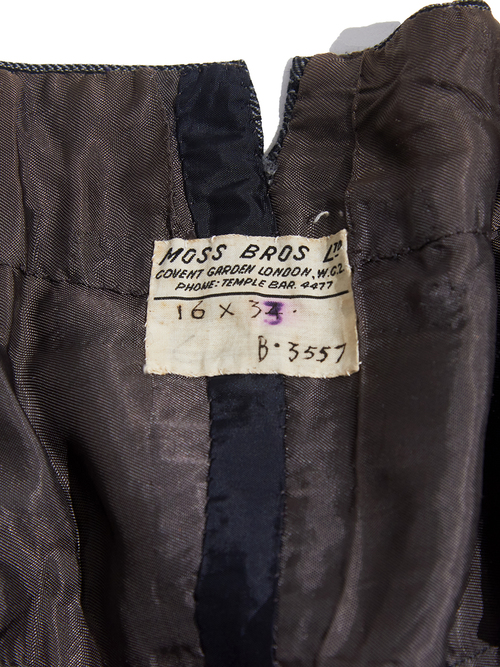 MOSS BROS LTD
COVENT GARDEN LONDON, W.C.2
PHONE: TEMPLE BAR. 4477
16 X 33.
B·3557